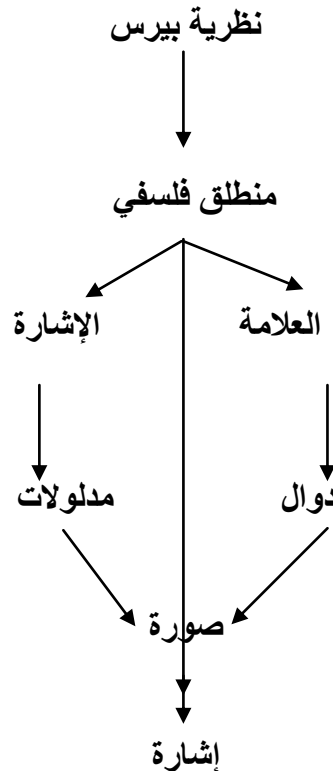 نظرية بيرس
منطلق فلسفي
العلامة الإشارة
دوال مدلولات
صورة
إشارة